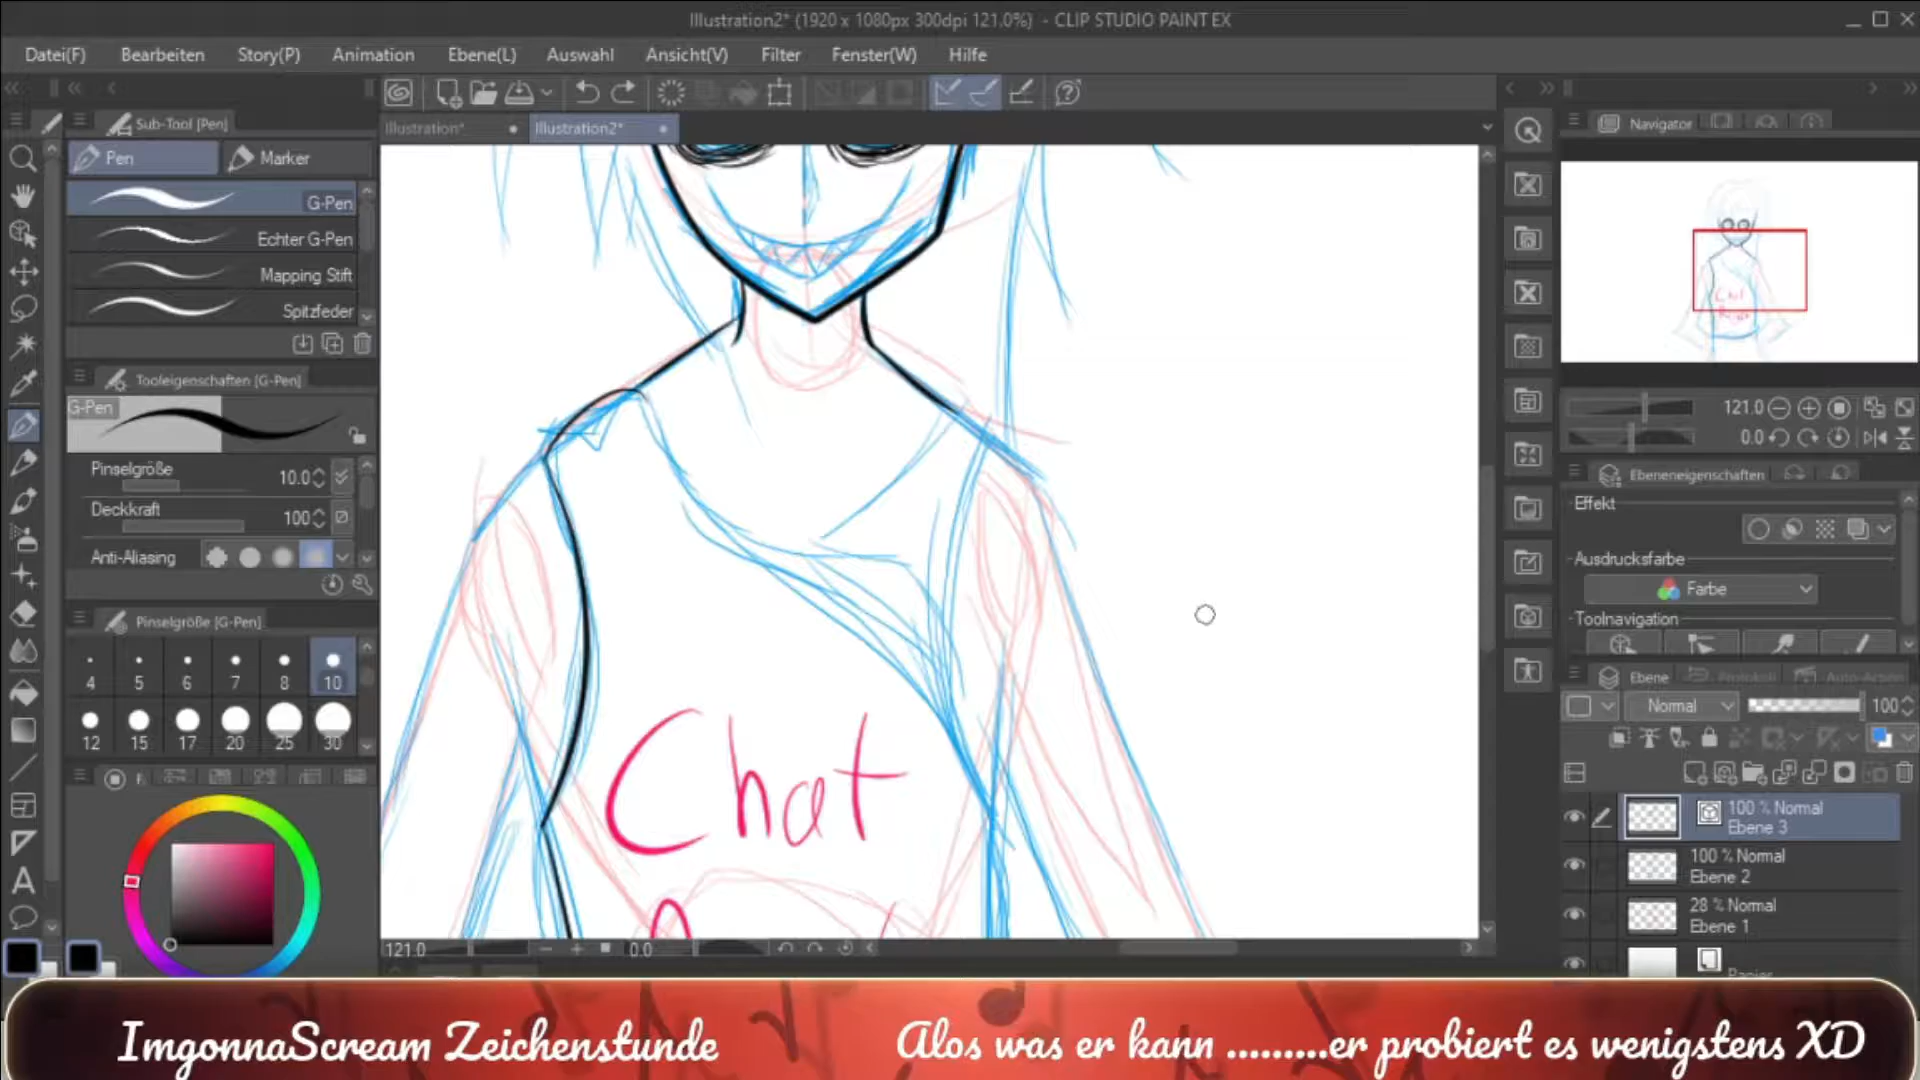 Illustration2* (1920 x 1080px 300dpi 121.0%) - CLIP STUDIO PAINT EX
Datei(F) Bearbeiten Story(P) Animation Ebene(L) Auswahl Ansicht(V) Filter Fenster(W) Hilfe
Sub-Tool [Pen]
Illustration* Illustration2*
Navigator
Pen Marker
G-Pen
Echter G-Pen
Mapping Stift
Spitzfeder
Tooleigenschaften [G-Pen]
G-Pen
Pinselgröße 10.0
Deckkraft 100
Anti-Aliasing
Pinselgröße [G-Pen]
4 5 6 7 8 10
12 15 17 20 25 30
Chat
121.0 0.0
121.0
0.0
Ebeneneigenschaften
Effekt
Ausdrucksfarbe
Farbe
Toolnavigation
Ebene Protokoll Auto-Action
Normal 100
100 % Normal
Ebene 3
100 % Normal
Ebene 2
28 % Normal
Ebene 1
Papier
ImgonnaScream Zeichenstunde Alos was er kann .........er probiert es wenigstens XD